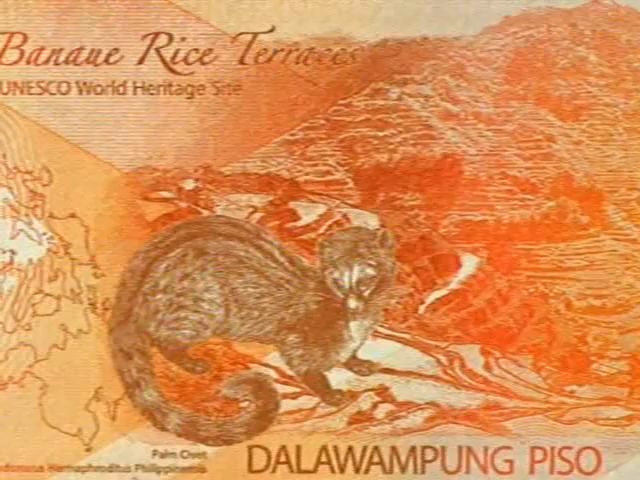 Banaue Rice Terraces
UNESCO World Heritage Site
Palm Civet
Hermaphroditus Philippinensis
DALAWAMPUNG PISO